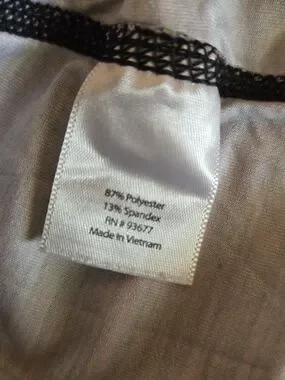 87% Polyester
13% Spandex
RN # 93677
Made in Vietnam